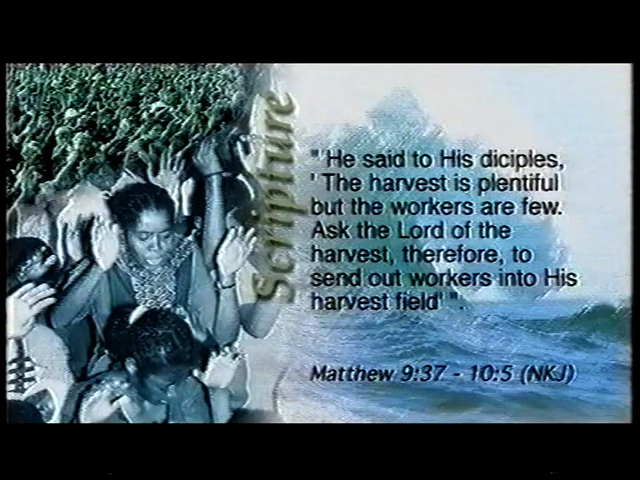 Scripture
" He said to His diciples,
' The harvest is plentiful
but the workers are few.
Ask the Lord of the
harvest, therefore, to
send out workers into His
harvest field' ".
Matthew 9:37 - 10:5 (NKJ)